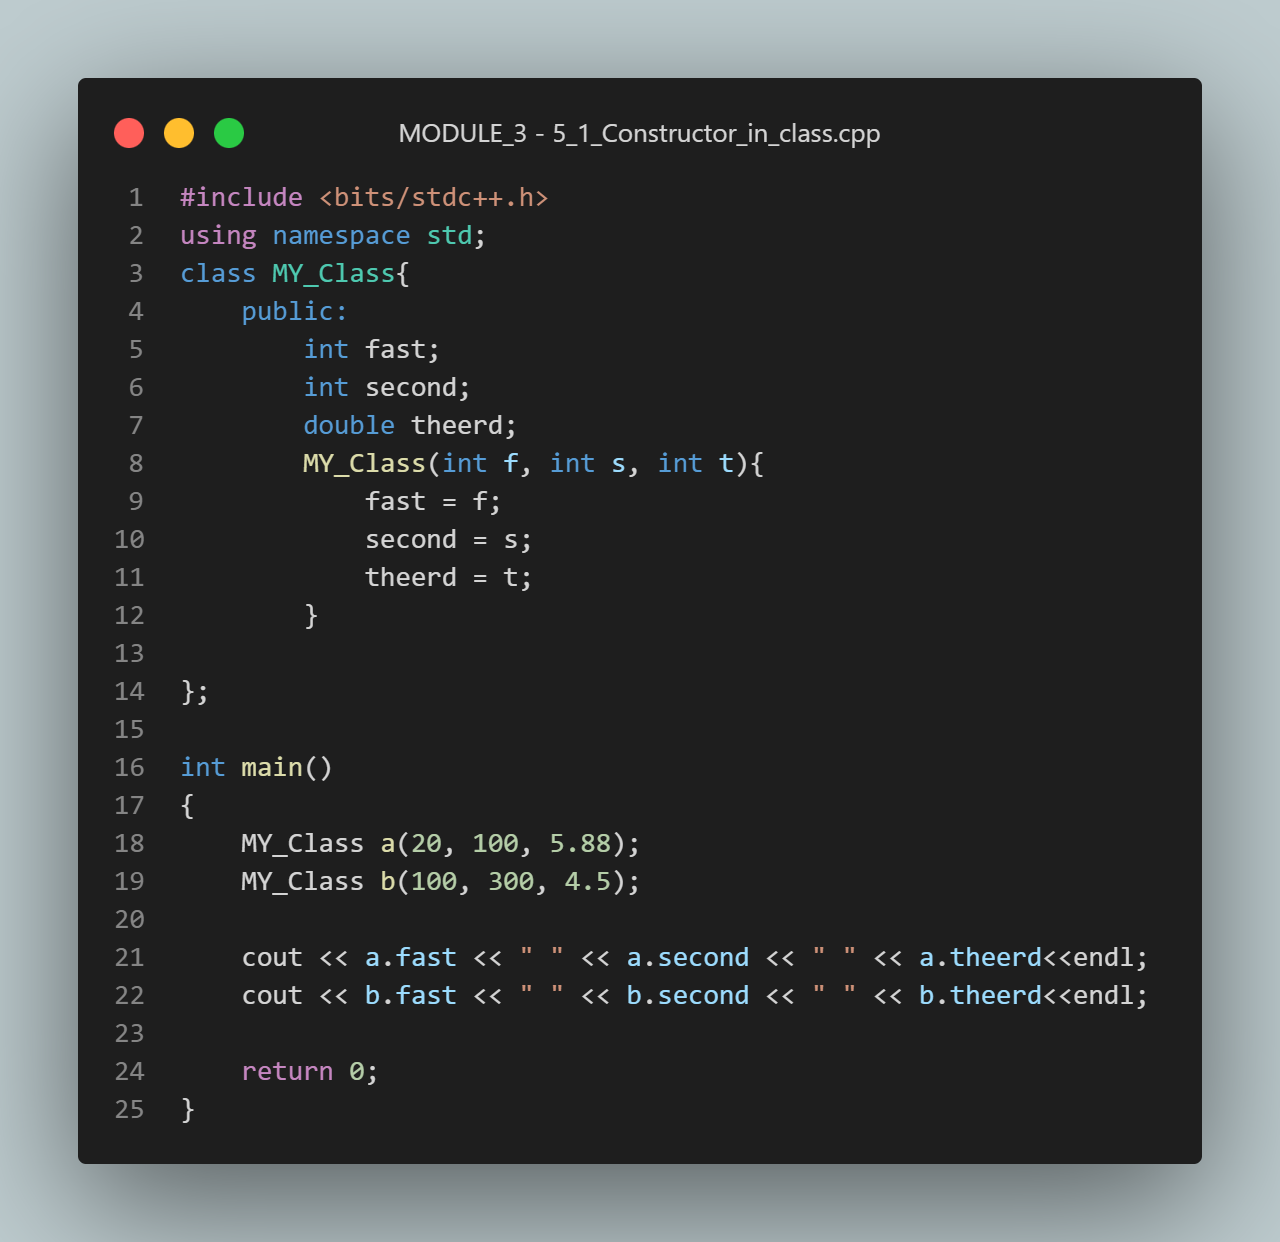 MODULE_3 - 5_1_Constructor_in_class.cpp
1 #include <bits/stdc++.h>
2 using namespace std;
3 class MY_Class{
4     public:
5         int fast;
6         int second;
7         double theerd;
8         MY_Class(int f, int s, int t){
9             fast = f;
10             second = s;
11             theerd = t;
12         }
13
14 };
15
16 int main()
17 {
18     MY_Class a(20, 100, 5.88);
19     MY_Class b(100, 300, 4.5);
20
21     cout << a.fast << " " << a.second << " " << a.theerd<<endl;
22     cout << b.fast << " " << b.second << " " << b.theerd<<endl;
23
24     return 0;
25 }